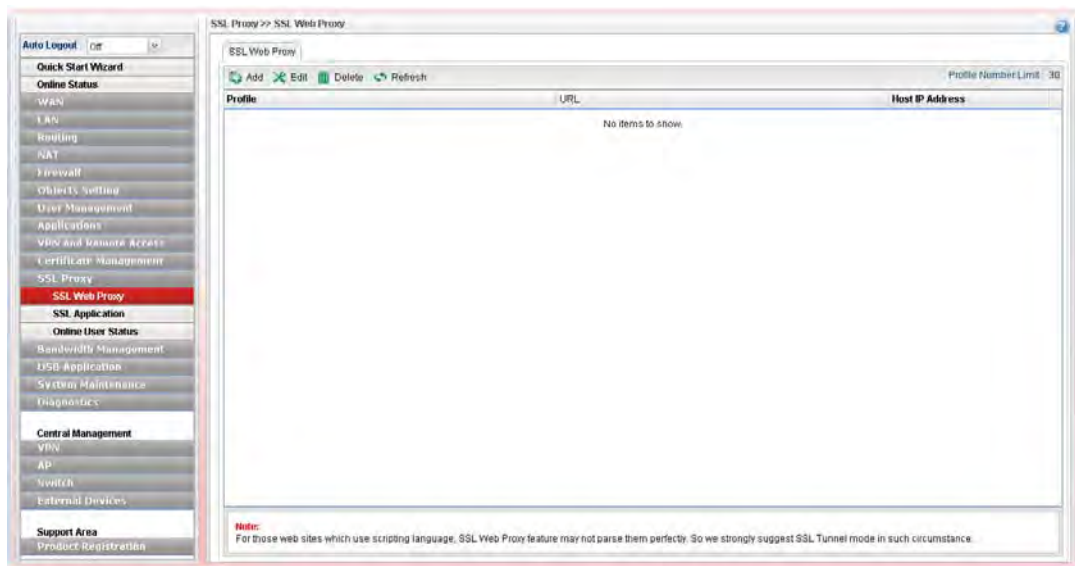 SSL Proxy >> SSL Web Proxy
Auto Logout Off
Quick Start Wizard
Online Status
WAN
LAN
Routing
NAT
Firewall
Objects Setting
User Management
Applications
VPN and Remote Access
Certificate Management
SSL Proxy
SSL Web Proxy
SSL Application
Online User Status
Bandwidth Management
USB Application
System Maintenance
Diagnostics
Central Management
VPN
AP
Switch
External Devices
Support Area
Product Registration
SSL Web Proxy
Add Edit Delete Refresh Profile Number Limit 30
Profile URL Host IP Address
No items to show.
Note:
For those web sites which use scripting language, SSL Web Proxy feature may not parse them perfectly. So we strongly suggest SSL Tunnel mode in such circumstance.